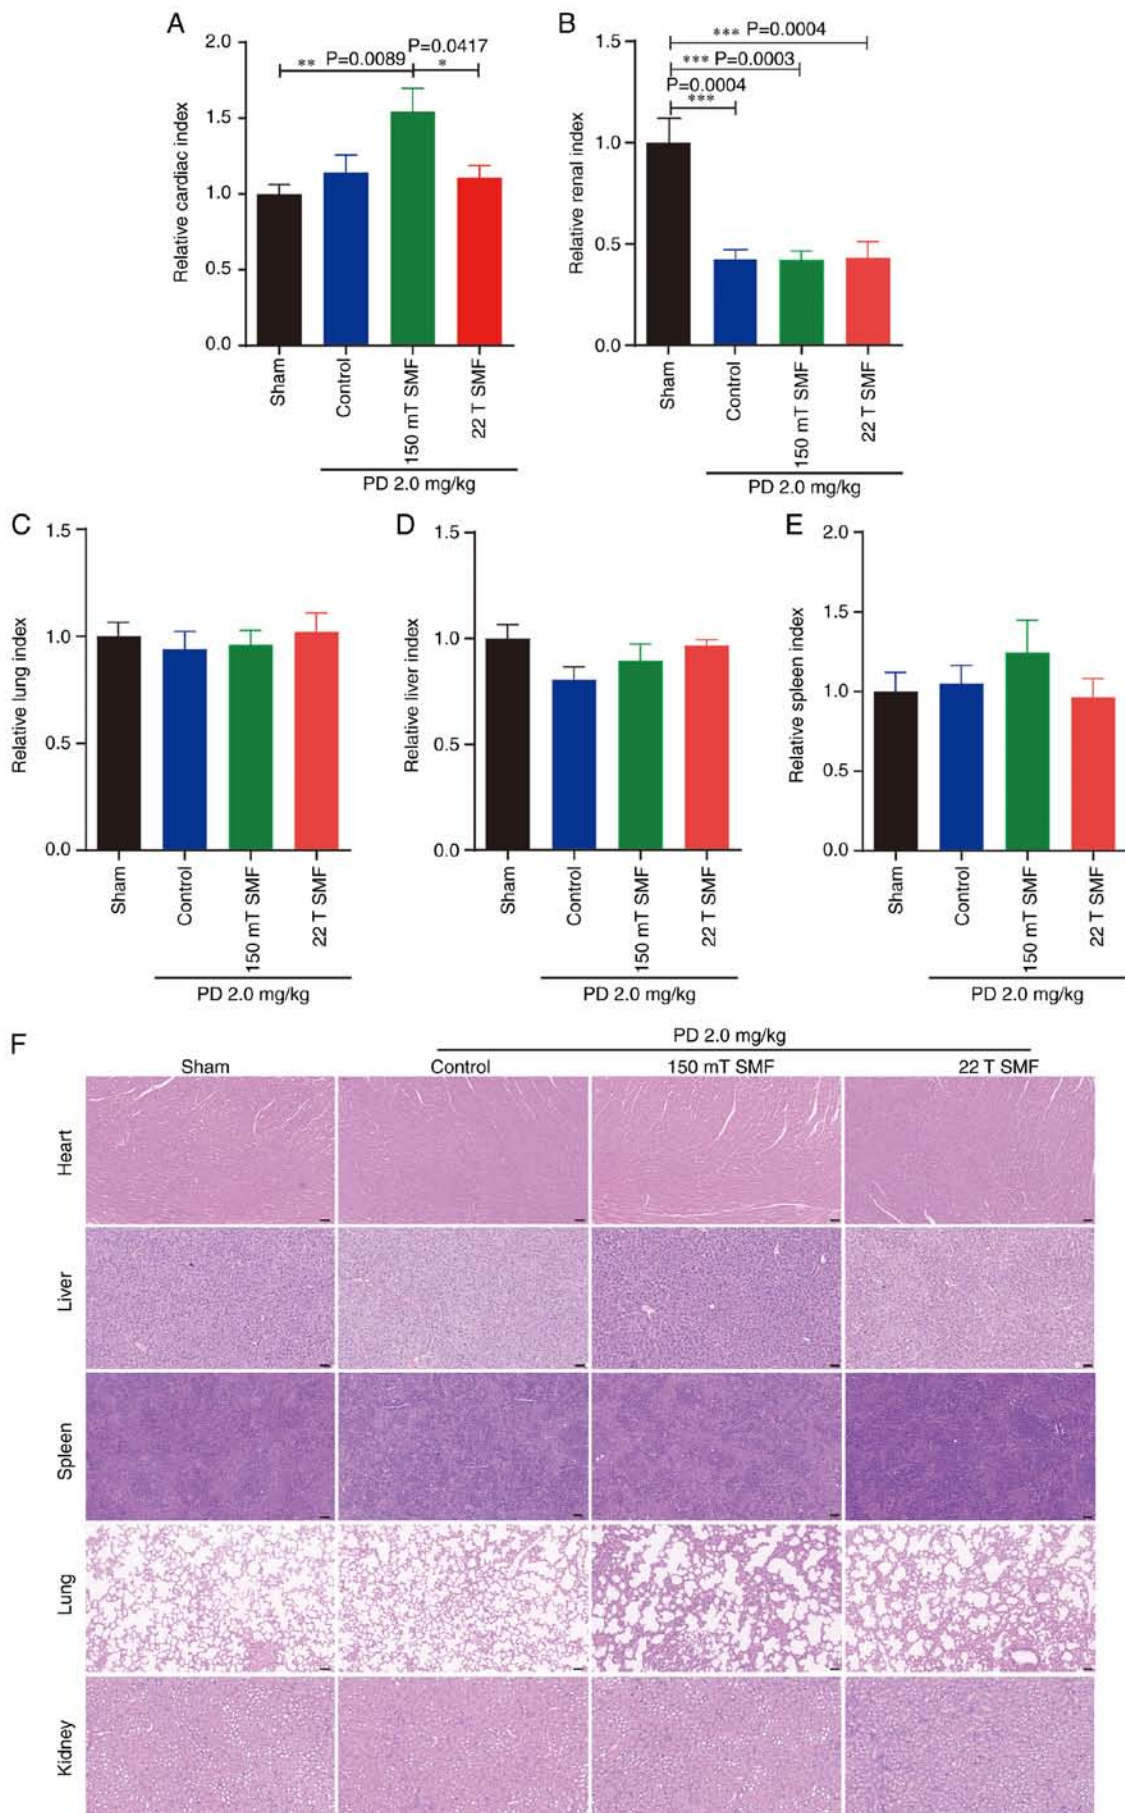 A
2.0
1.5
1.0
0.5
0.0
Relative cardiac index
** P=0.0089
P=0.0417
*
Sham
Control
150 mT SMF
22 T SMF
PD 2.0 mg/kg
B
1.5
1.0
0.5
0.0
Relative renal index
*** P=0.0004
*** P=0.0003
P=0.0004
***
Sham
Control
150 mT SMF
22 T SMF
PD 2.0 mg/kg
C
1.5
1.0
0.5
0.0
Relative lung index
Sham
Control
150 mT SMF
22 T SMF
PD 2.0 mg/kg
D
1.5
1.0
0.5
0.0
Relative liver index
Sham
Control
150 mT SMF
22 T SMF
PD 2.0 mg/kg
E
2.0
1.5
1.0
0.5
0.0
Relative spleen index
Sham
Control
150 mT SMF
22 T SMF
PD 2.0 mg/kg
F
PD 2.0 mg/kg
Sham Control 150 mT SMF 22 T SMF
Heart
Liver
Spleen
Lung
Kidney